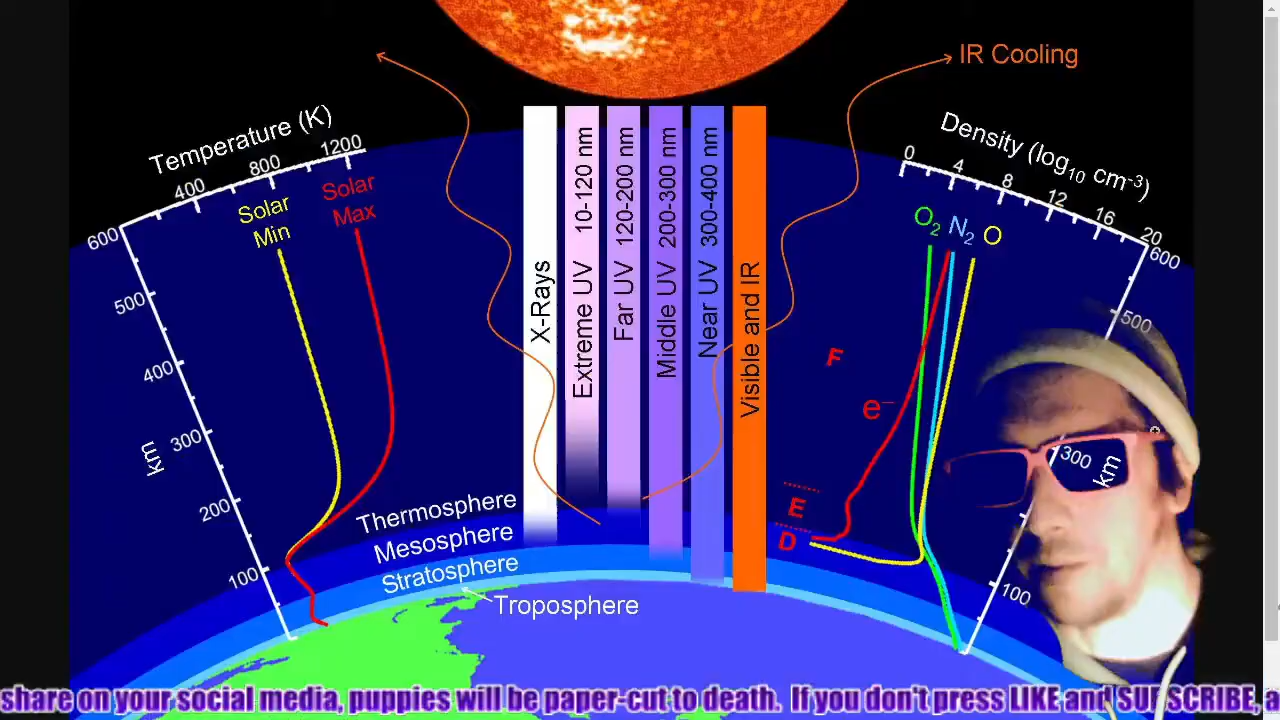 IR Cooling
Temperature (K)
400
800
1200
Solar
Min
Solar
Max
600
500
400
300
200
100
km
X-Rays
Extreme UV 10-120 nm
Far UV 120-200 nm
Middle UV 200-300 nm
Near UV 300-400 nm
Visible and IR
Density (log10 cm-3)
0
4
8
12
16
20
O2
N2
O
600
500
300
100
km
F
e−
E
D
Thermosphere
Mesosphere
Stratosphere
Troposphere
share on your social media, puppies will be paper-cut to death. If you don't press LIKE and SUBSCRIBE, a